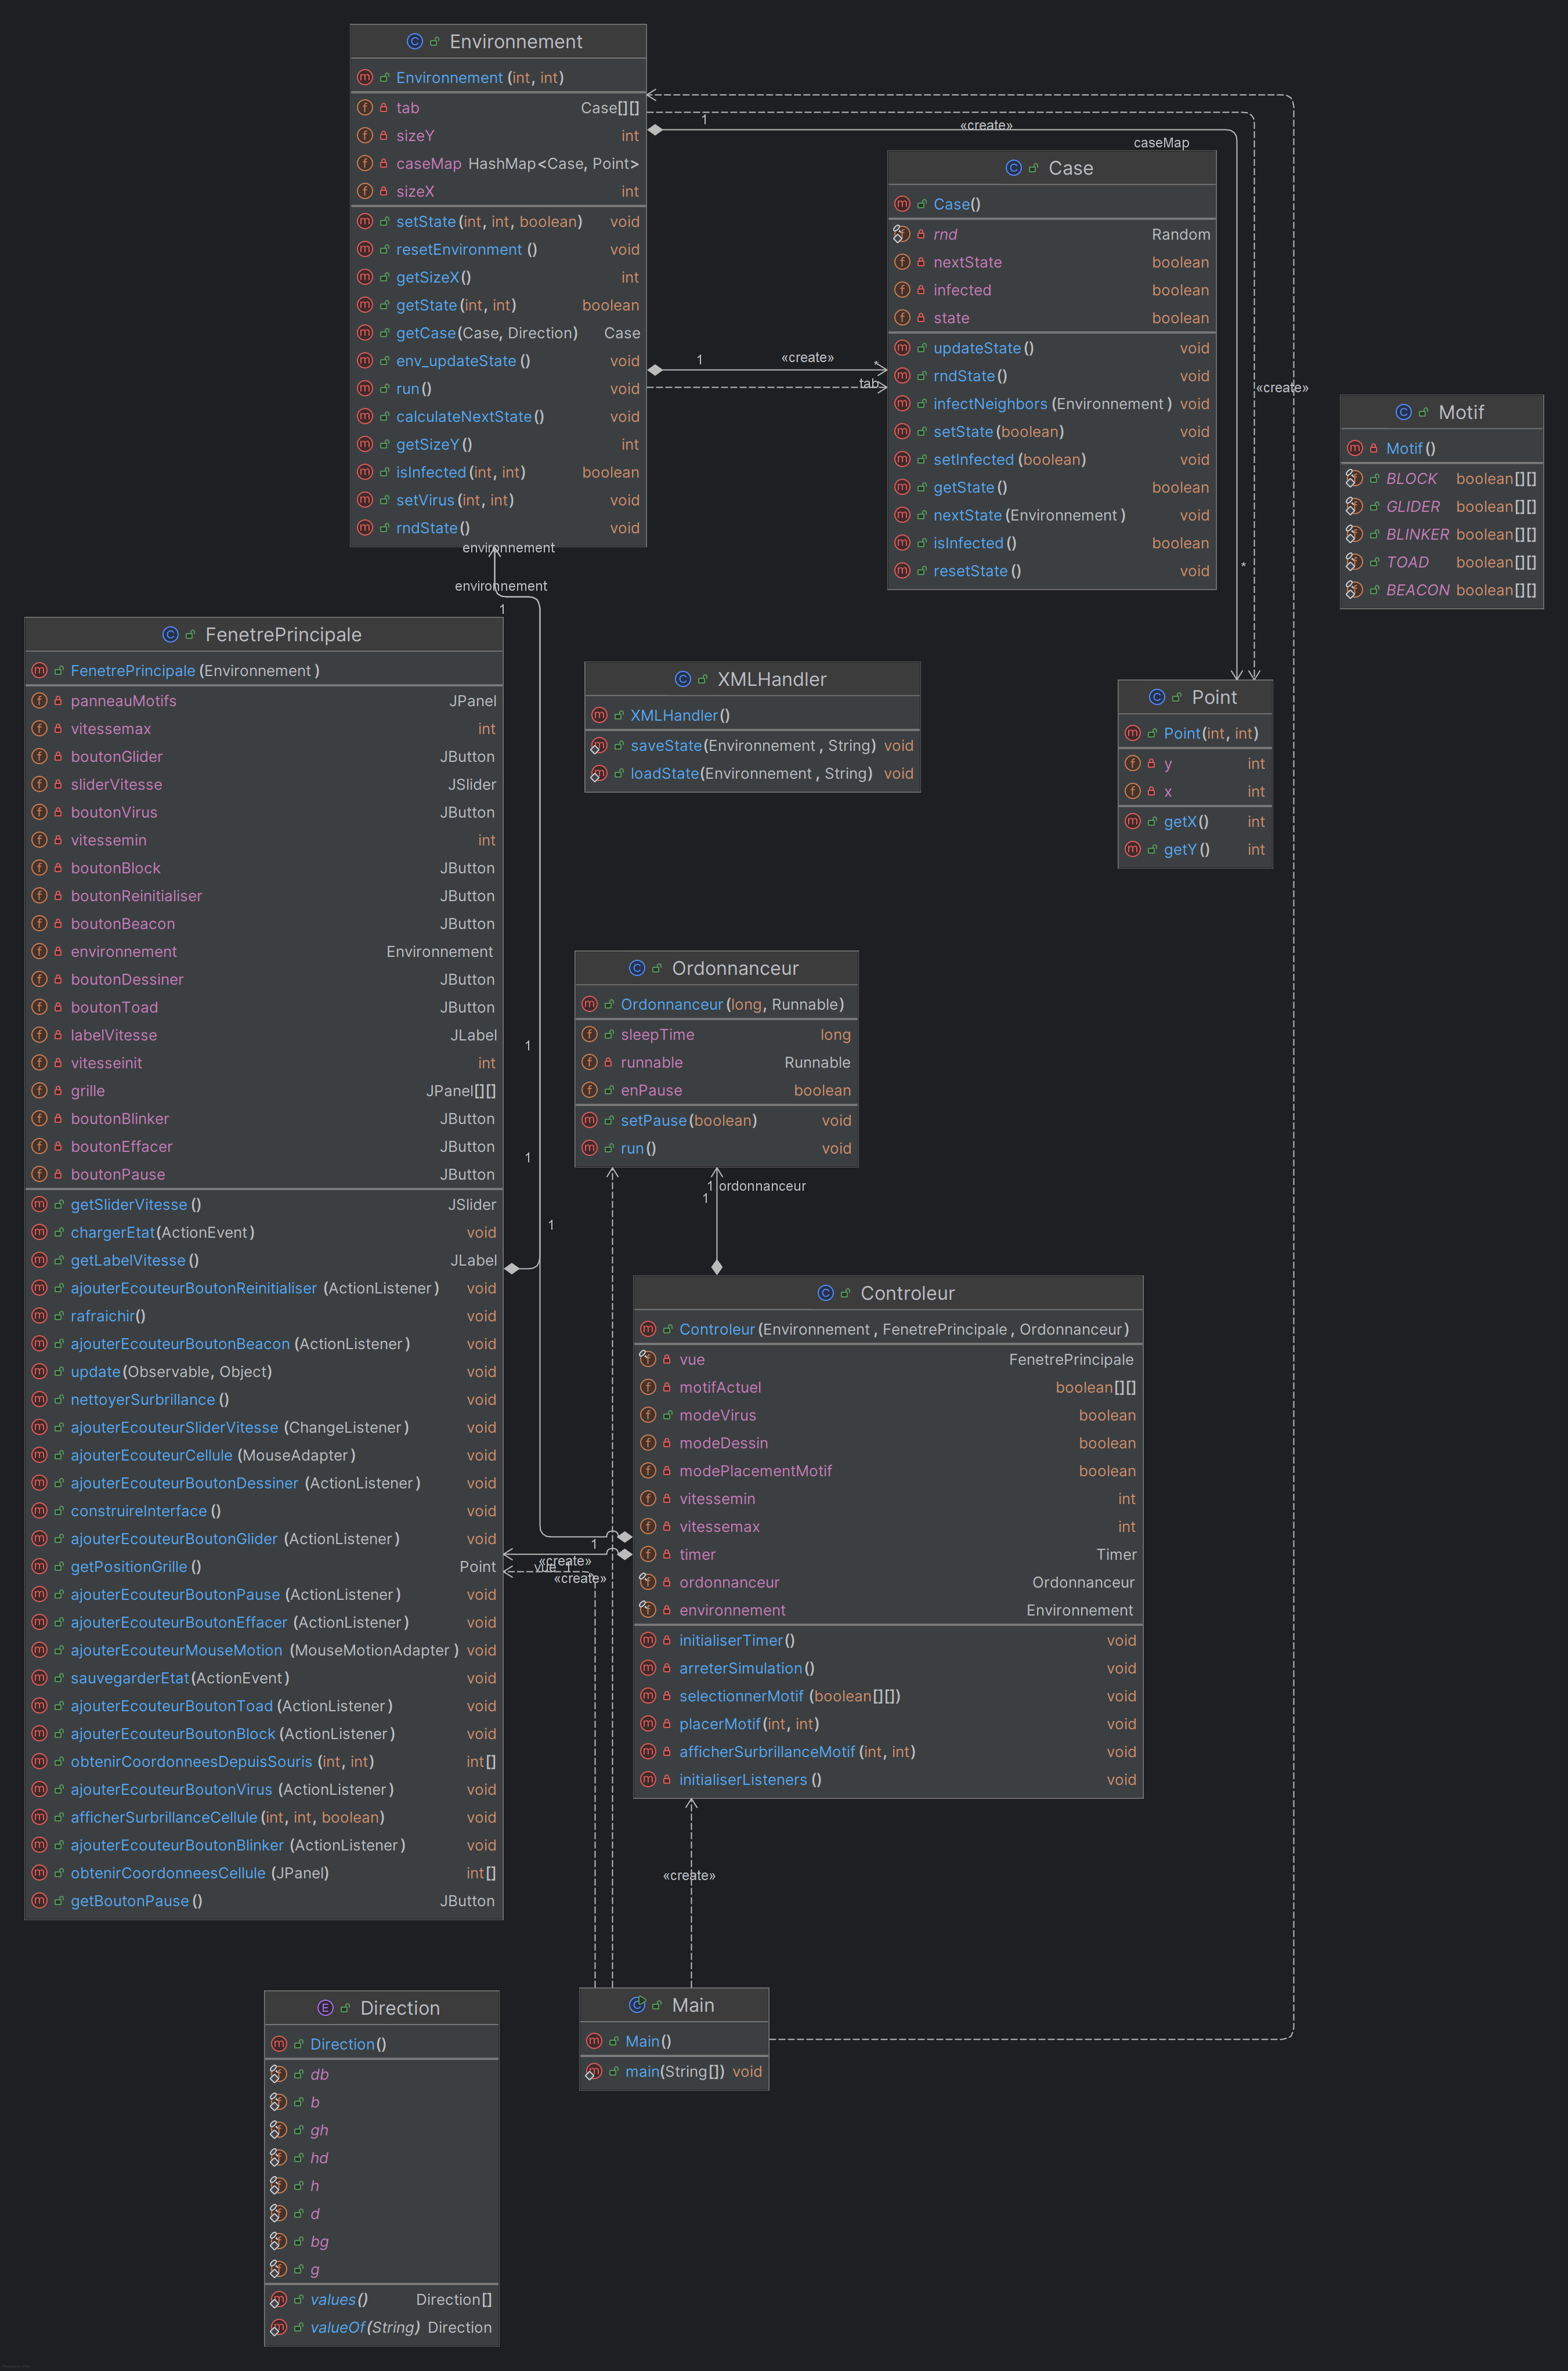 Environnement
Environnement (int, int)
tab Case[][]
sizeY int
caseMap HashMap<Case, Point>
sizeX int
setState(int, int, boolean) void
resetEnvironment () void
getSizeX() int
getState(int, int) boolean
getCase(Case, Direction) Case
env_updateState () void
run() void
calculateNextState() void
getSizeY () int
isInfected(int, int) boolean
setVirus(int, int) void
rndState() void
1
«create»
caseMap
Case
Case()
rnd Random
nextState boolean
infected boolean
state boolean
updateState () void
rndState() void
infectNeighbors (Environnement ) void
setState(boolean) void
setInfected (boolean) void
getState() boolean
nextState(Environnement ) void
isInfected() boolean
resetState() void
1
«create»
*
tab
«create»
*
Motif
Motif ()
BLOCK boolean[][]
GLIDER boolean[][]
BLINKER boolean[][]
TOAD boolean[][]
BEACON boolean[][]
environnement
environnement
1
FenetrePrincipale
FenetrePrincipale (Environnement )
panneauMotifs JPanel
vitessemax int
boutonGlider JButton
sliderVitesse JSlider
boutonVirus JButton
vitessemin int
boutonBlock JButton
boutonReinitialiser JButton
boutonBeacon JButton
environnement Environnement
boutonDessiner JButton
boutonToad JButton
labelVitesse JLabel
vitesseinit int
grille JPanel[][]
boutonBlinker JButton
boutonEffacer JButton
boutonPause JButton
getSliderVitesse () JSlider
chargerEtat(ActionEvent) void
getLabelVitesse () JLabel
ajouterEcouteurBoutonReinitialiser (ActionListener ) void
rafraichir() void
ajouterEcouteurBoutonBeacon (ActionListener ) void
update(Observable, Object) void
nettoyerSurbrillance () void
ajouterEcouteurSliderVitesse (ChangeListener ) void
ajouterEcouteurCellule (MouseAdapter ) void
ajouterEcouteurBoutonDessiner (ActionListener ) void
construireInterface () void
ajouterEcouteurBoutonGlider (ActionListener ) void
getPositionGrille () Point
ajouterEcouteurBoutonPause (ActionListener ) void
ajouterEcouteurBoutonEffacer (ActionListener ) void
ajouterEcouteurMouseMotion (MouseMotionAdapter ) void
sauvegarderEtat(ActionEvent ) void
ajouterEcouteurBoutonToad (ActionListener ) void
ajouterEcouteurBoutonBlock (ActionListener ) void
obtenirCoordonneesDepuisSouris (int, int) int[]
ajouterEcouteurBoutonVirus (ActionListener ) void
afficherSurbrillanceCellule (int, int, boolean) void
ajouterEcouteurBoutonBlinker (ActionListener ) void
obtenirCoordonneesCellule (JPanel) int[]
getBoutonPause () JButton
XMLHandler
XMLHandler()
saveState(Environnement , String) void
loadState(Environnement , String) void
Point
Point(int, int)
y int
x int
getX() int
getY() int
Ordonnanceur
Ordonnanceur (long, Runnable)
sleepTime long
runnable Runnable
enPause boolean
setPause(boolean) void
run() void
1
1
1
1 ordonnanceur
1
Controleur
Controleur(Environnement , FenetrePrincipale , Ordonnanceur )
vue FenetrePrincipale
motifActuel boolean[][]
modeVirus boolean
modeDessin boolean
modePlacementMotif boolean
vitessemin int
vitessemax int
timer Timer
ordonnanceur Ordonnanceur
environnement Environnement
initialiserTimer() void
arreterSimulation () void
selectionnerMotif (boolean[][]) void
placerMotif(int, int) void
afficherSurbrillanceMotif (int, int) void
initialiserListeners () void
1
«create»
vue 1
«create»
«create»
Main
Main()
main(String[]) void
Direction
Direction()
db
b
gh
hd
h
d
bg
g
values() Direction[]
valueOf(String) Direction